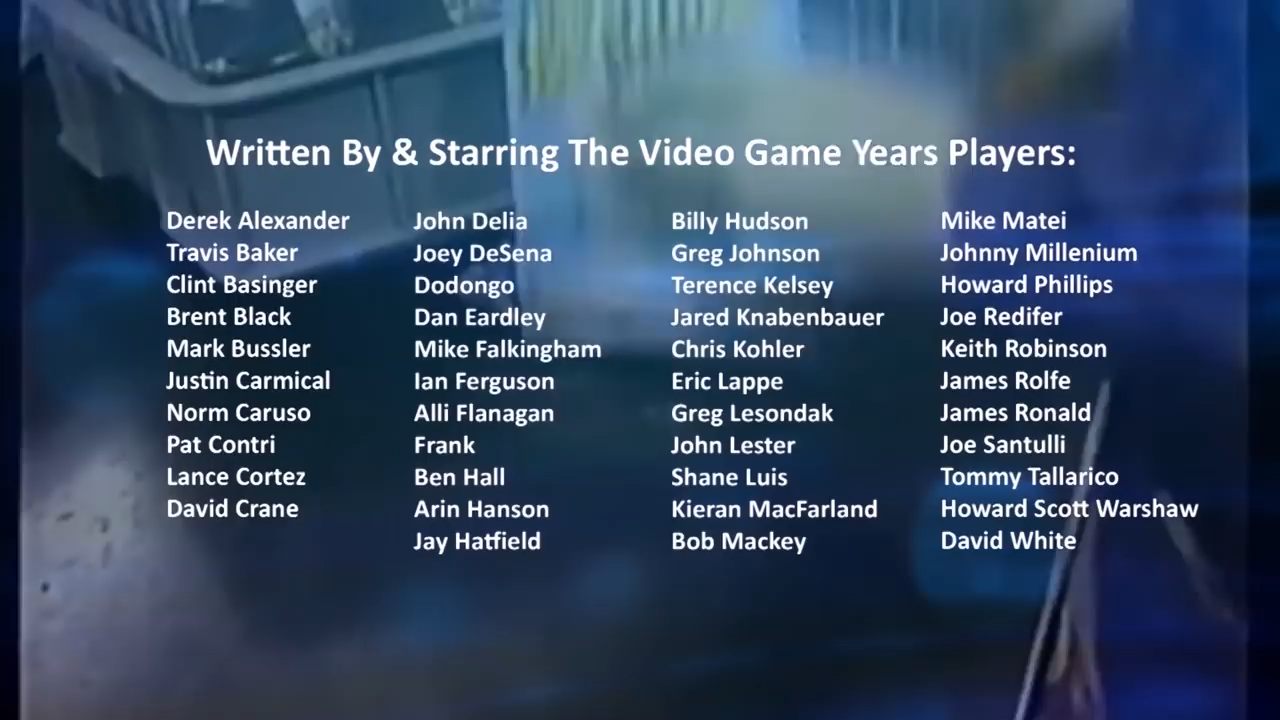 Written By & Starring The Video Game Years Players:
Derek Alexander
Travis Baker
Clint Basinger
Brent Black
Mark Bussler
Justin Carmical
Norm Caruso
Pat Contri
Lance Cortez
David Crane
John Delia
Joey DeSena
Dodongo
Dan Eardley
Mike Falkingham
Ian Ferguson
Alli Flanagan
Frank
Ben Hall
Arin Hanson
Jay Hatfield
Billy Hudson
Greg Johnson
Terence Kelsey
Jared Knabenbauer
Chris Kohler
Eric Lappe
Greg Lesondak
John Lester
Shane Luis
Kieran MacFarland
Bob Mackey
Mike Matei
Johnny Millenium
Howard Phillips
Joe Redifer
Keith Robinson
James Rolfe
James Ronald
Joe Santulli
Tommy Tallarico
Howard Scott Warshaw
David White